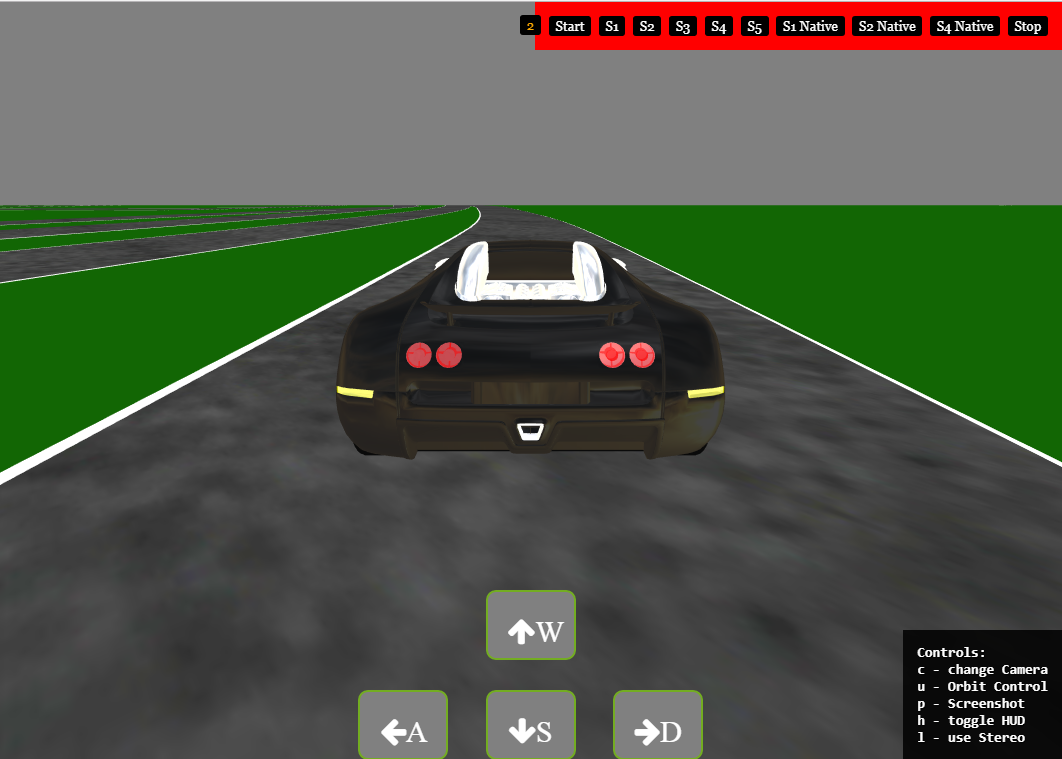 2 Start S1 S2 S3 S4 S5 S1 Native S2 Native S4 Native Stop
W
A S D
Controls:
c - change Camera
u - Orbit Control
p - Screenshot
h - toggle HUD
l - use Stereo